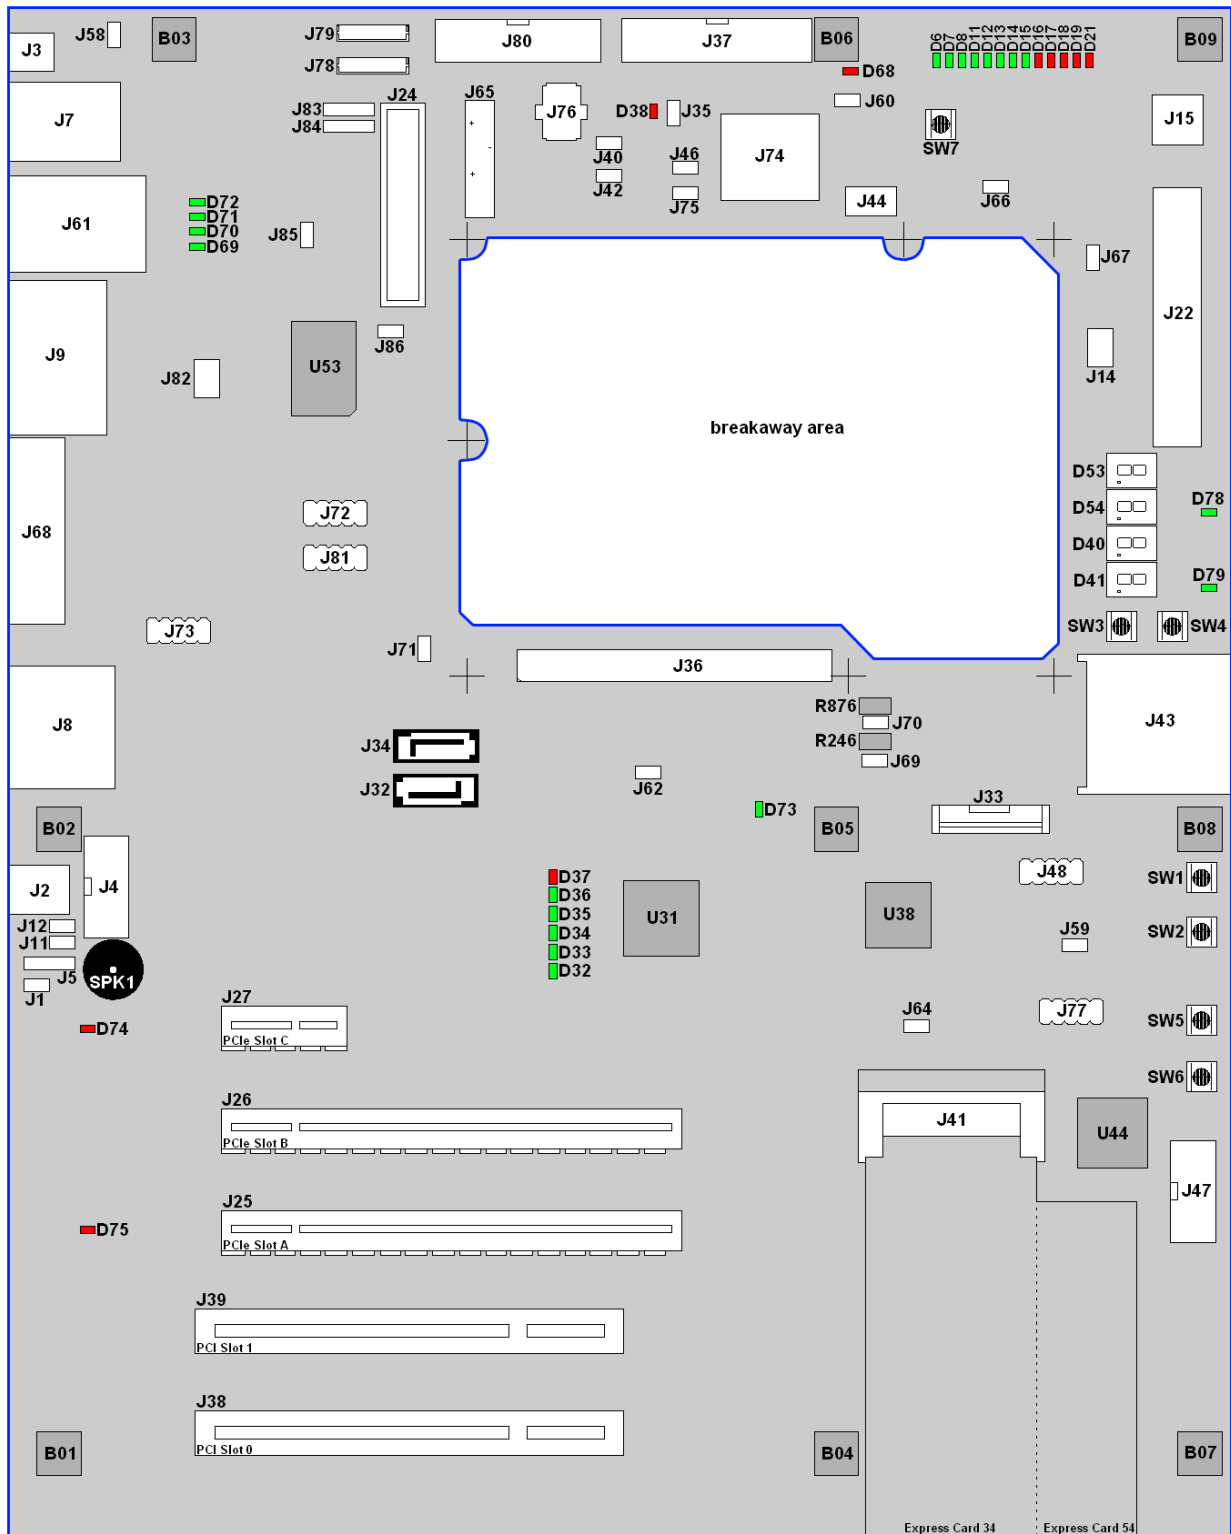 J3
J58
B03
J79
J78
J80
J37
B06
D68
J60
D6
D7
D8
D11
D12
D13
D14
D15
D16
D17
D18
D19
D21
B09
J7
J83
J84
J24
J65
J76
D38
J35
J40
J42
J46
J75
J74
J44
SW7
J66
J15
J61
D72
D71
D70
D69
J85
J67
J22
J9
J82
U53
J86
J14
breakaway area
D53
D54
D40
D41
D78
D79
J68
J72
J81
J73
J71
J36
SW3
SW4
J8
J34
J32
J62
R876
J70
R246
J69
J43
D73
J33
B02
B05
B08
J2
J4
J12
J11
J5
J1
SPK1
D37
D36
D35
D34
D33
D32
U31
U38
J48
J59
SW1
SW2
D74
J27
PCIe Slot C
J64
J77
SW5
SW6
J26
PCIe Slot B
J41
U44
J47
D75
J25
PCIe Slot A
J39
PCI Slot 1
J38
PCI Slot 0
B01
B04
B07
Express Card 34
Express Card 54